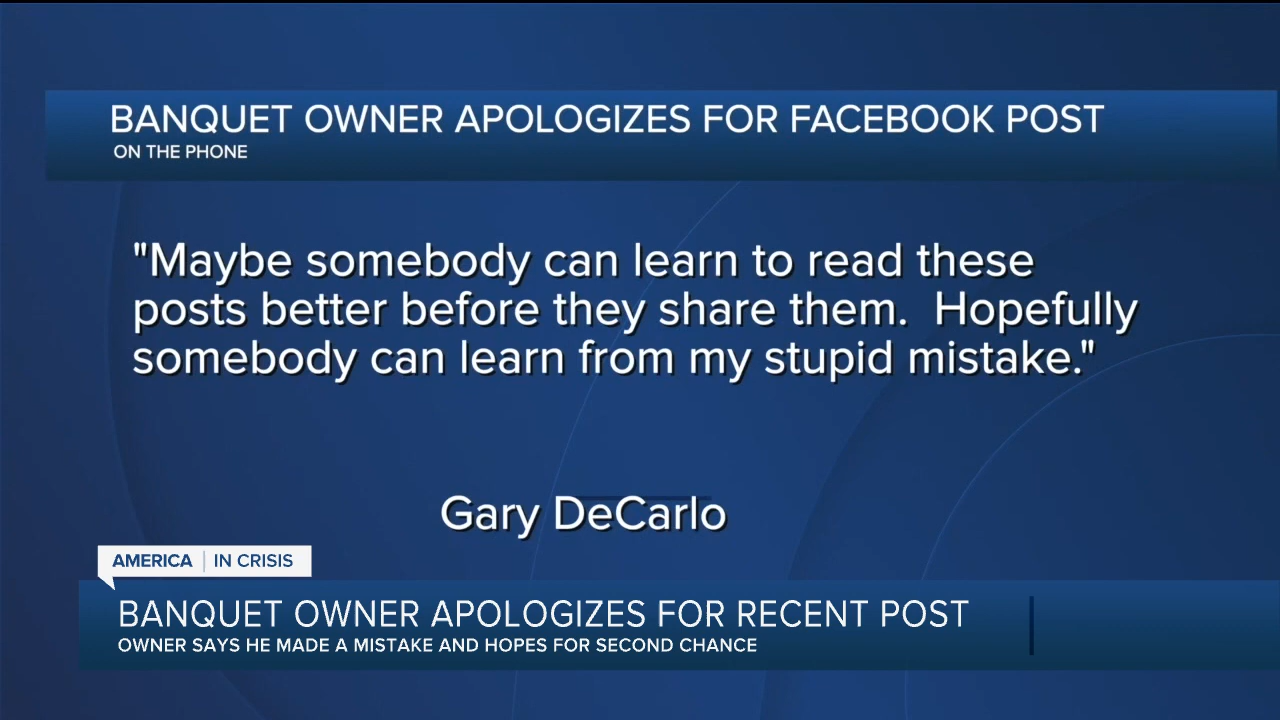 BANQUET OWNER APOLOGIZES FOR FACEBOOK POST
ON THE PHONE
"Maybe somebody can learn to read these
posts better before they share them.  Hopefully
somebody can learn from my stupid mistake."
Gary DeCarlo
AMERICA | IN CRISIS
BANQUET OWNER APOLOGIZES FOR RECENT POST
OWNER SAYS HE MADE A MISTAKE AND HOPES FOR SECOND CHANCE